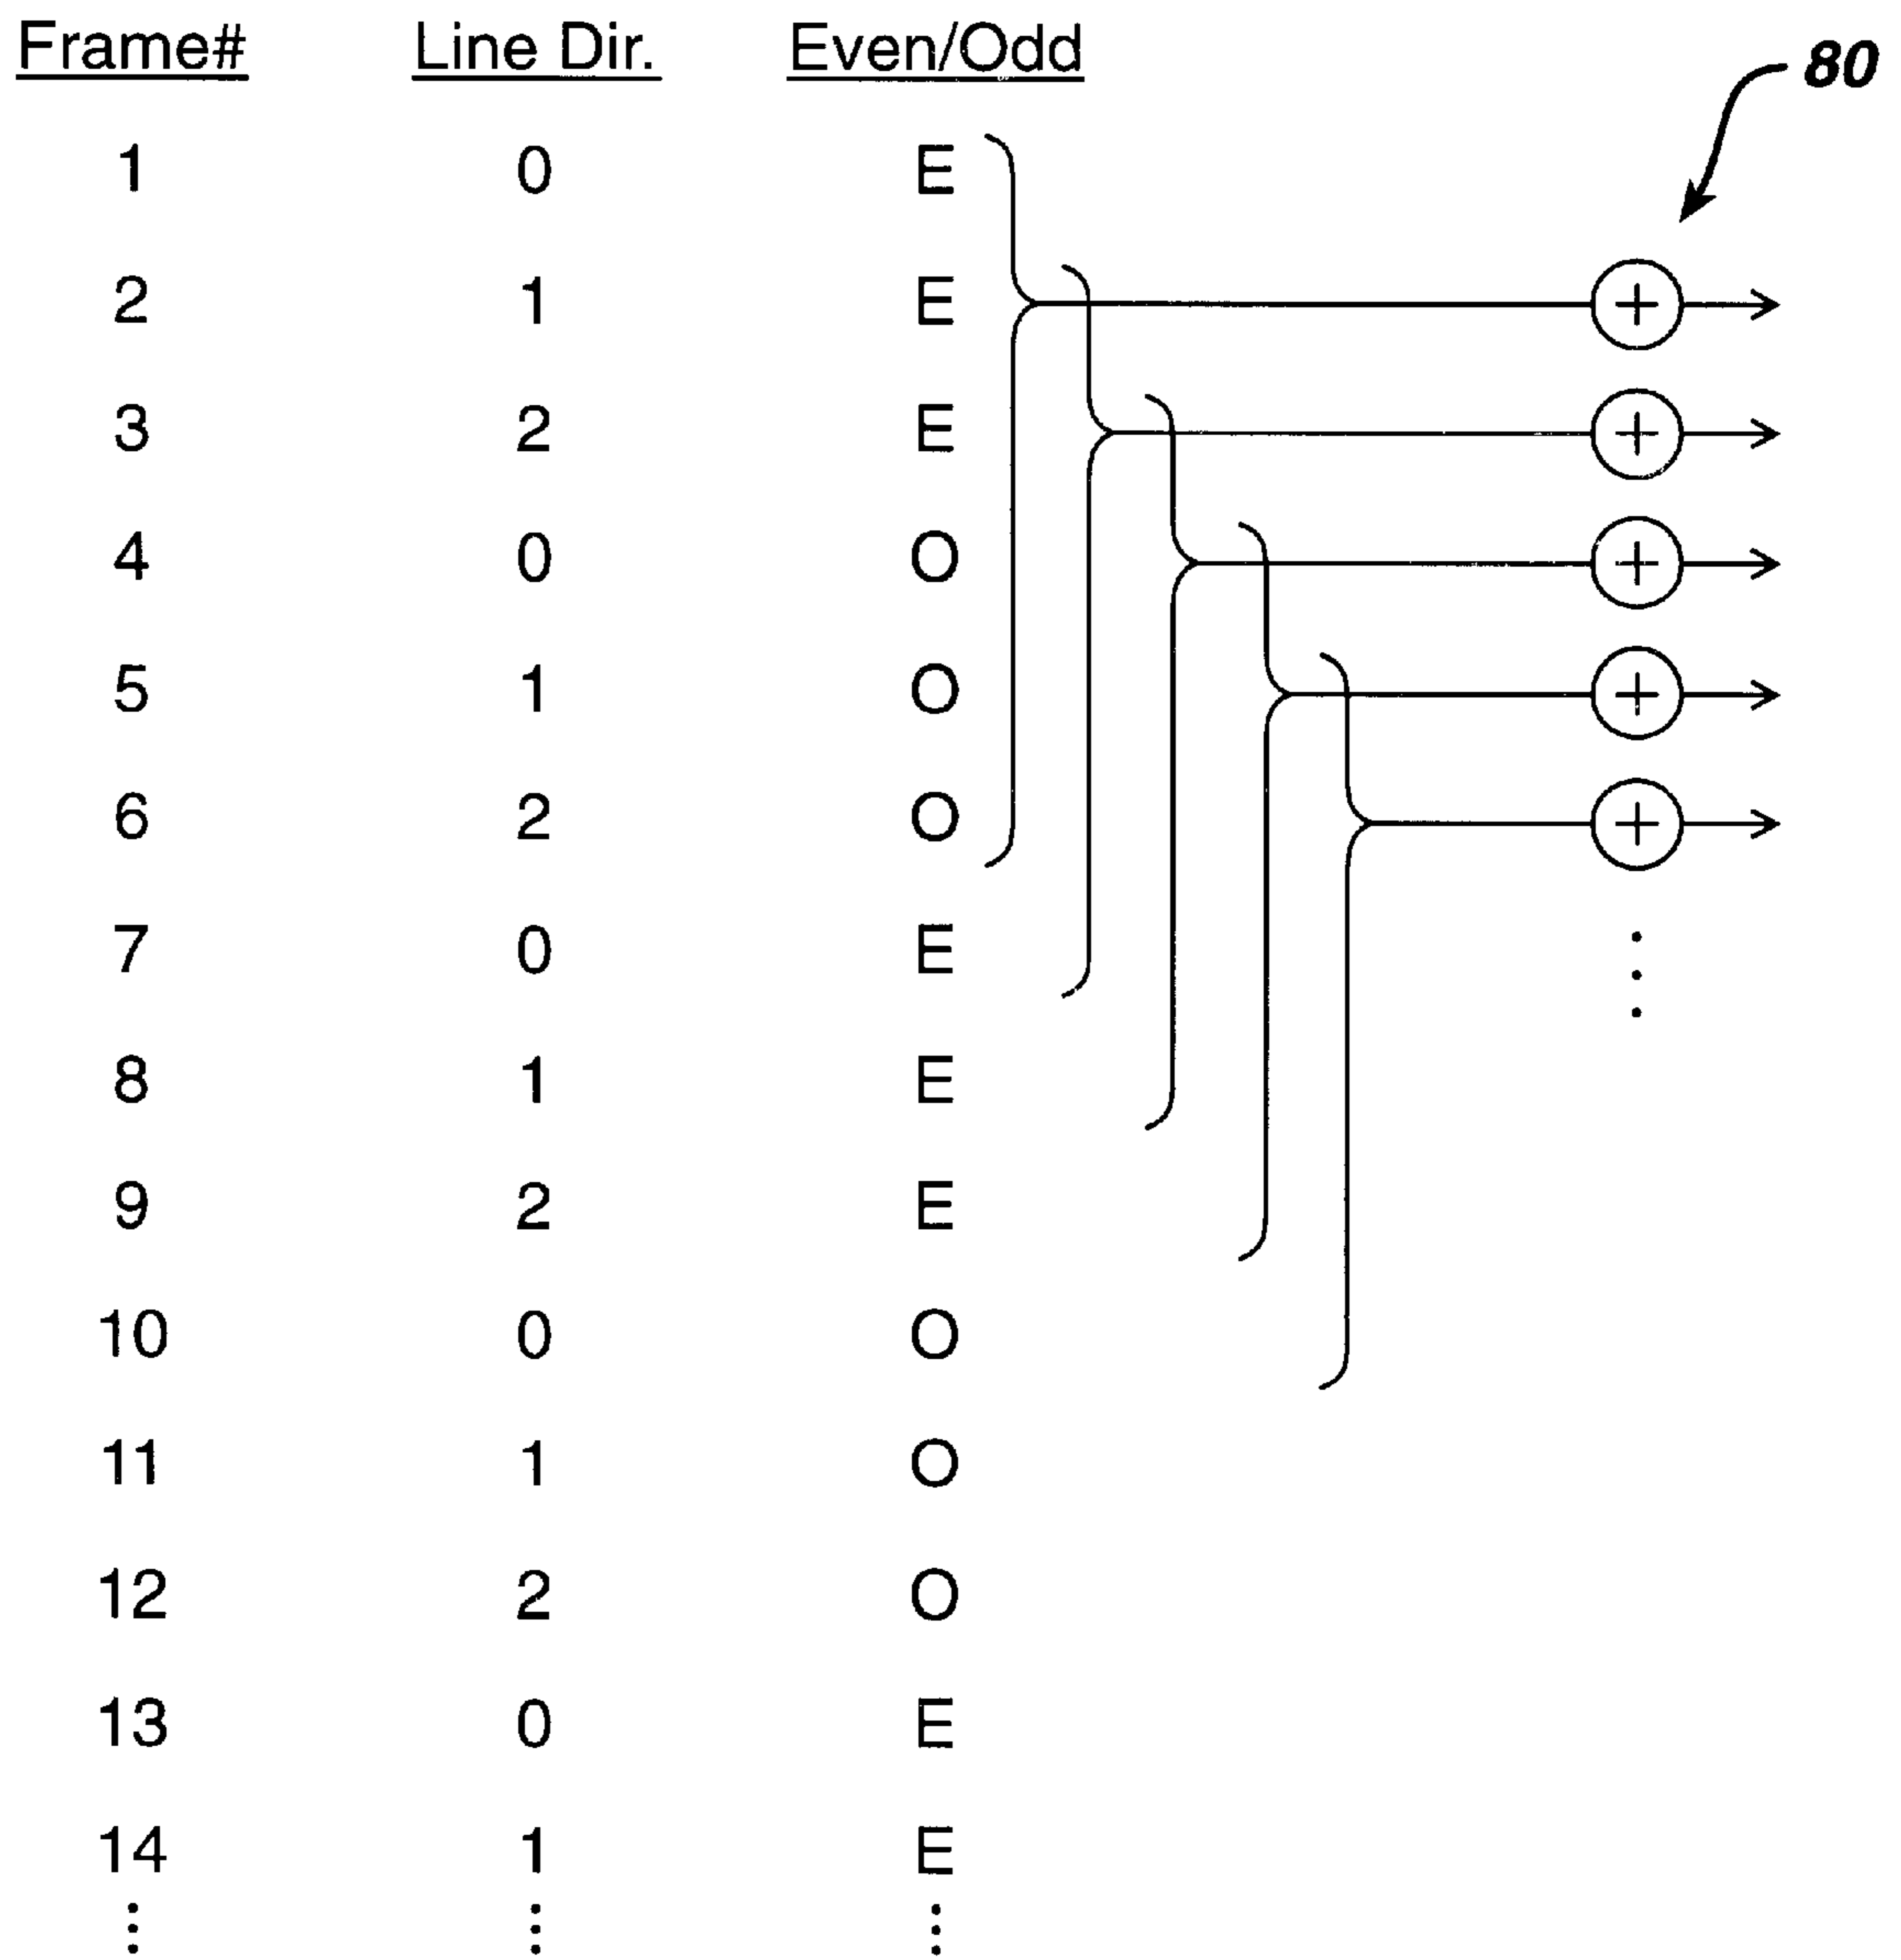 Frame# Line Dir. Even/Odd
80
1 0 E
2 1 E +
3 2 E +
4 0 O +
5 1 O +
6 2 O +
7 0 E
8 1 E
9 2 E
10 0 O
11 1 O
12 2 O
13 0 E
14 1 E